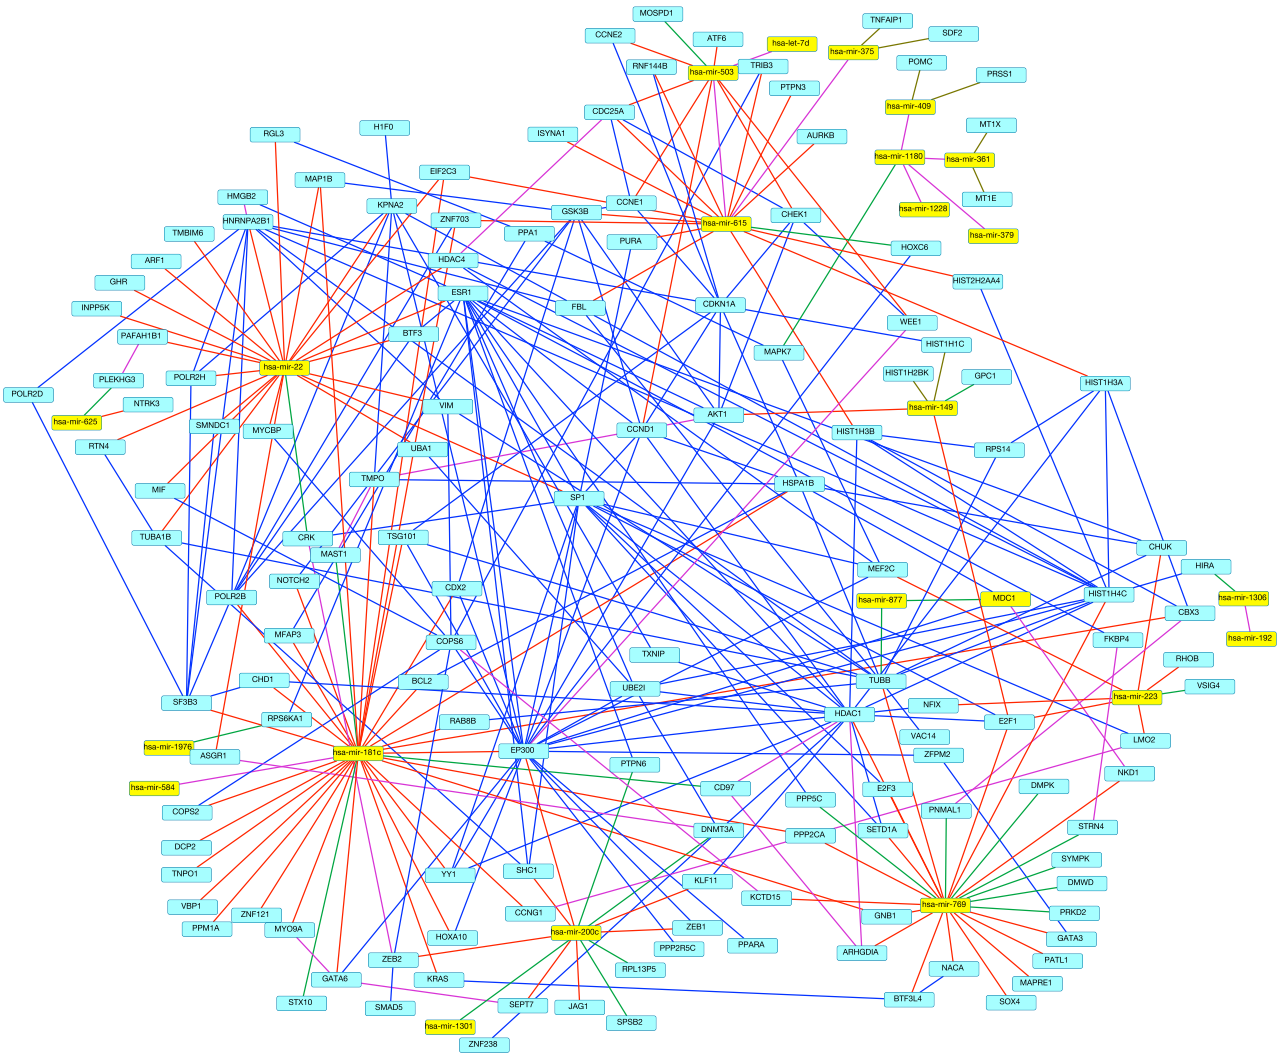 MOSPD1
TNFAIP1
CCNE2
ATF6
hsa-let-7d
SDF2
hsa-mir-375
RNF144B
hsa-mir-503
TRIB3
POMC
PRSS1
PTPN3
hsa-mir-409
CDC25A
H1F0
MT1X
RGL3
ISYNA1
AURKB
hsa-mir-1180
hsa-mir-361
MAP1B
EIF2C3
HMGB2
MT1E
KPNA2
CCNE1
hsa-mir-1228
HNRNPA2B1
ZNF703
GSK3B
CHEK1
hsa-mir-615
TMBIM6
PPA1
PURA
hsa-mir-379
HOXC6
ARF1
HDAC4
GHR
HIST2H2AA4
ESR1
INPP5K
FBL
CDKN1A
WEE1
PAFAH1B1
BTF3
HIST1H1C
MAPK7
hsa-mir-22
PLEKHG3
POLR2H
HIST1H2BK
GPC1
HIST1H3A
POLR2D
NTRK3
VIM
hsa-mir-149
hsa-mir-625
AKT1
SMNDC1
MYCBP
CCND1
HIST1H3B
RTN4
UBA1
RPS14
TMPO
HSPA1B
MIF
SP1
TUBA1B
CRK
TSG101
CHUK
MAST1
MEF2C
HIRA
NOTCH2
CDX2
HIST1H4C
POLR2B
hsa-mir-877
MDC1
hsa-mir-1306
CBX3
MFAP3
COPS6
FKBP4
hsa-mir-192
TXNIP
RHOB
CHD1
BCL2
TUBB
UBE2I
VSIG4
hsa-mir-223
SF3B3
NFIX
HDAC1
RPS6KA1
RAB8B
E2F1
VAC14
LMO2
hsa-mir-1976
ASGR1
hsa-mir-181c
EP300
ZFPM2
PTPN6
NKD1
hsa-mir-584
CD97
E2F3
DMPK
PPP5C
COPS2
PNMAL1
DNMT3A
PPP2CA
SETD1A
STRN4
DCP2
SYMPK
TNPO1
YY1
SHC1
KLF11
DMWD
VBP1
KCTD15
hsa-mir-769
ZNF121
CCNG1
GNB1
PRKD2
PPM1A
MYO9A
HOXA10
hsa-mir-200c
ZEB1
GATA3
PPP2R5C
PPARA
ARHGDIA
ZEB2
RPL13P5
PATL1
NACA
GATA6
KRAS
MAPRE1
STX10
SMAD5
SEPT7
JAG1
BTF3L4
SOX4
hsa-mir-1301
SPSB2
ZNF238